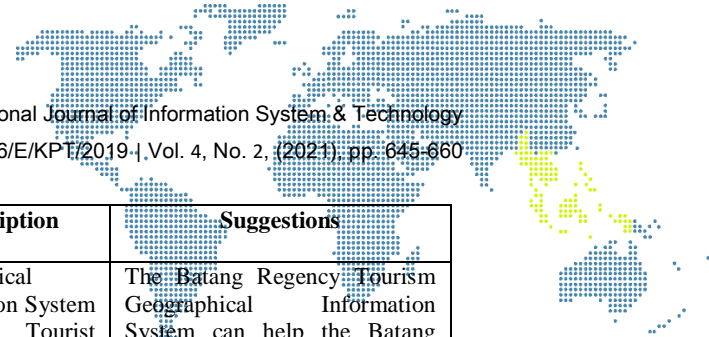 onal Journal of Information System & Technology
6/E/KPT/2019 | Vol. 4, No. 2, (2021), pp. 645-660
iption Suggestions
ical The Batang Regency Tourism
on System Geographical Information
Tourist System can help the Batang